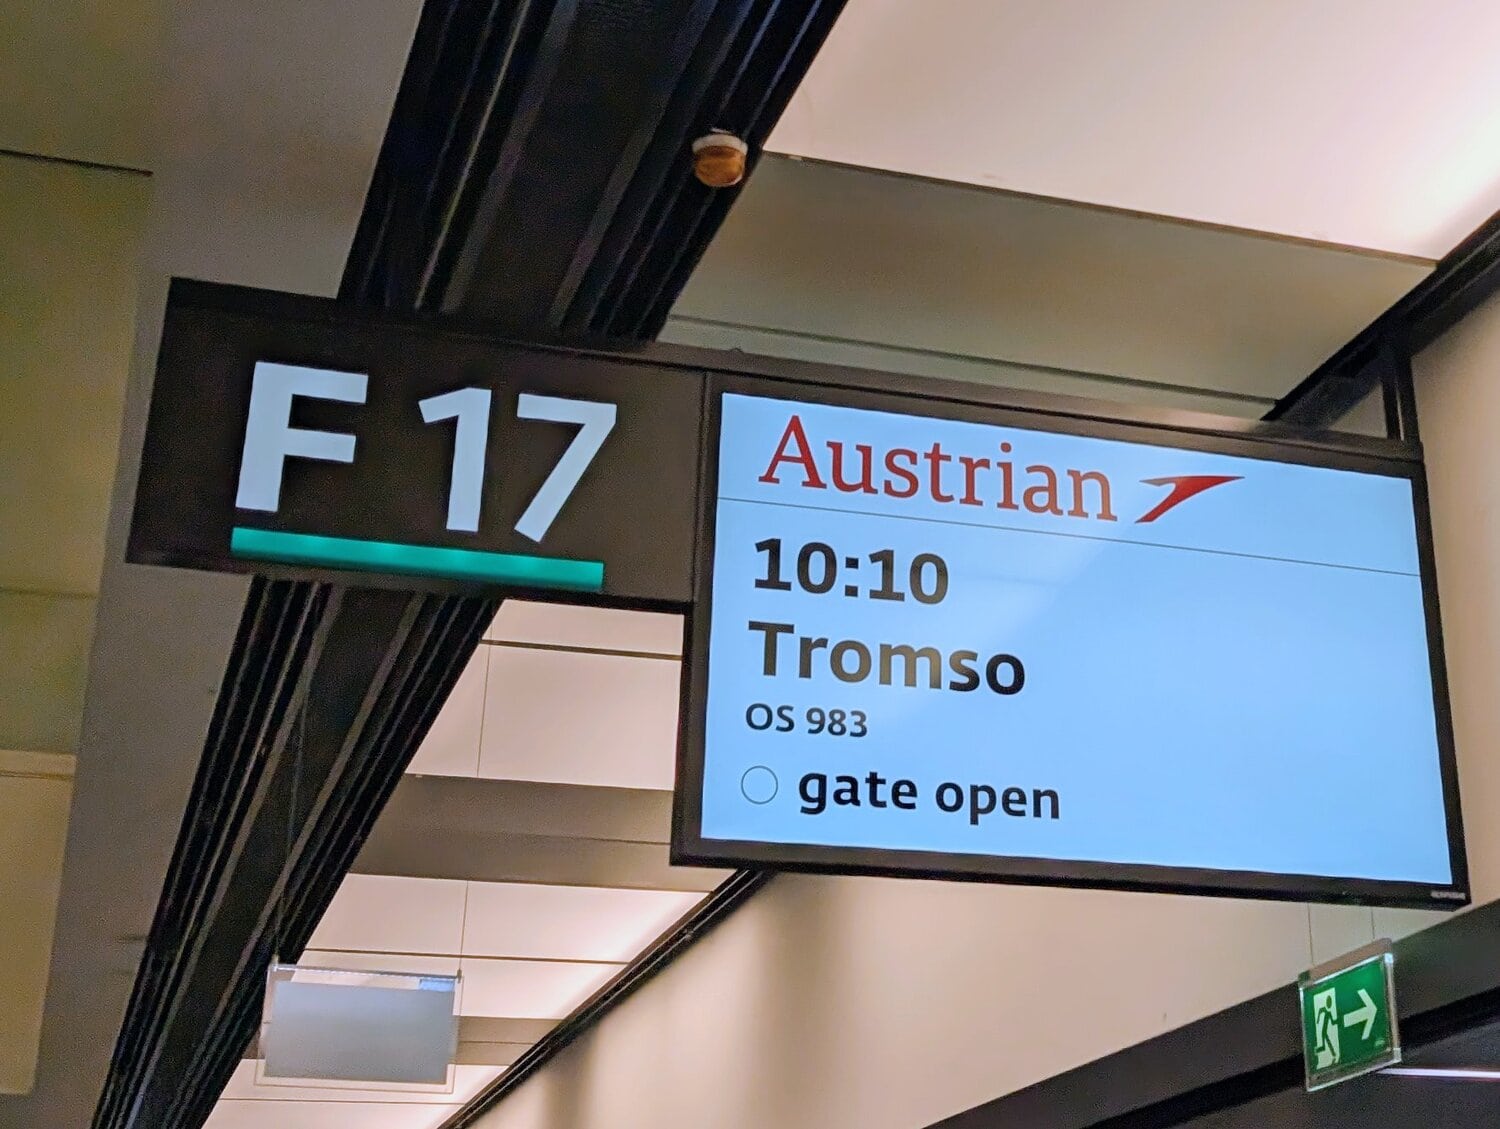 F 17
Austrian
10:10
Tromso
OS 983
gate open